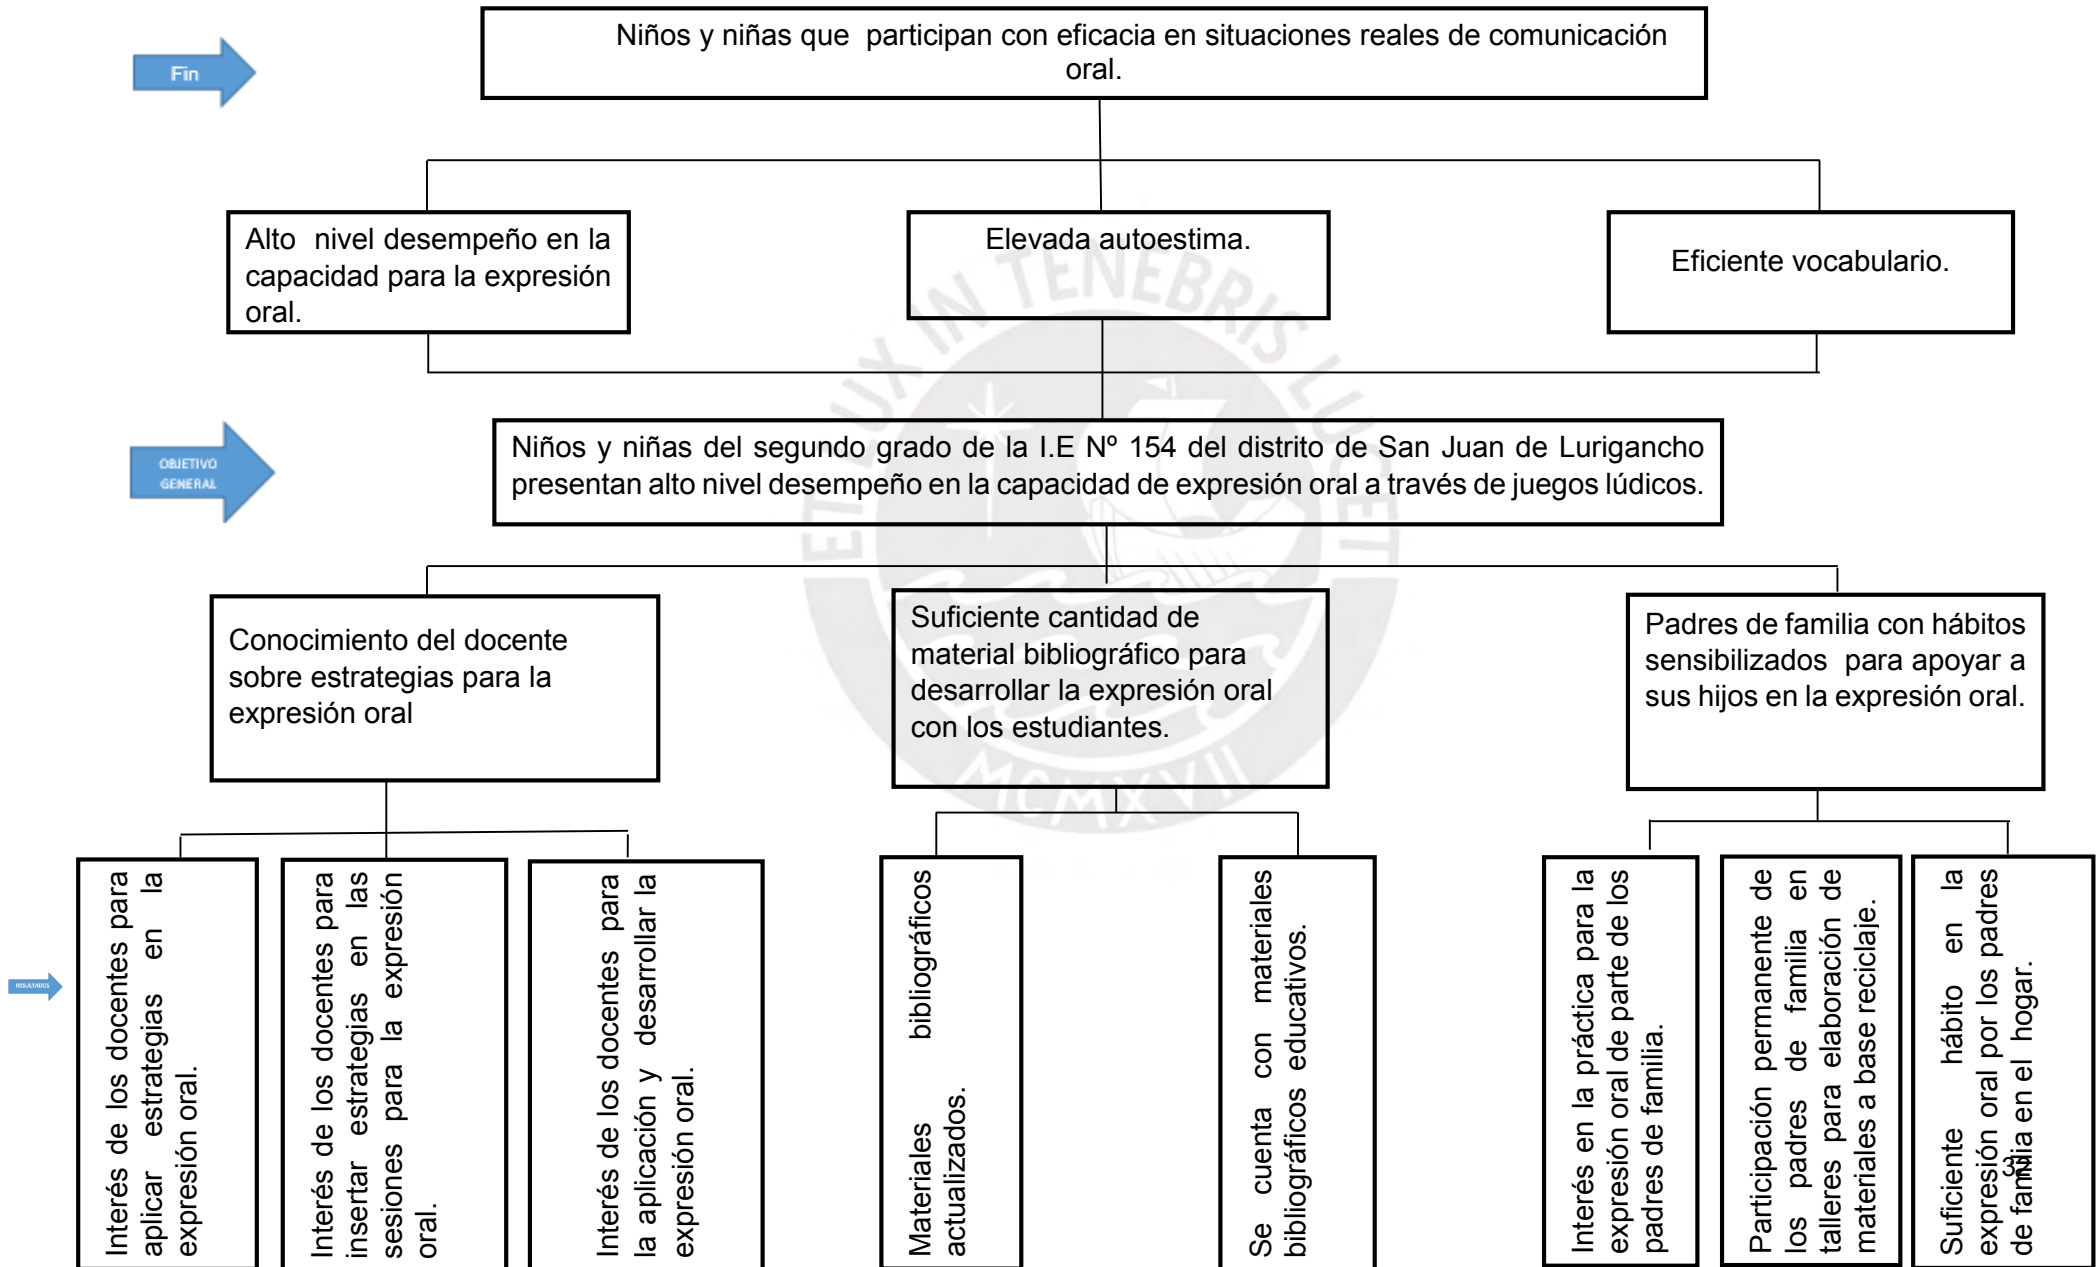 Fin
Niños y niñas que participan con eficacia en situaciones reales de comunicación
oral.
Alto nivel desempeño en la
capacidad para la expresión
oral.
Elevada autoestima.
Eficiente vocabulario.
OBJETIVO
GENERAL
Niños y niñas del segundo grado de la I.E Nº 154 del distrito de San Juan de Lurigancho
presentan alto nivel desempeño en la capacidad de expresión oral a través de juegos lúdicos.
Conocimiento del docente
sobre estrategias para la
expresión oral
Suficiente cantidad de
material bibliográfico para
desarrollar la expresión oral
con los estudiantes.
Padres de familia con hábitos
sensibilizados para apoyar a
sus hijos en la expresión oral.
RESULTADOS
Interés de los docentes para
aplicar estrategias en la
expresión oral.
Interés de los docentes para
insertar estrategias en las
sesiones para la expresión
oral.
Interés de los docentes para
la aplicación y desarrollar la
expresión oral.
Materiales bibliográficos
actualizados.
Se cuenta con materiales
bibliográficos educativos.
Interés en la práctica para la
expresión oral de parte de los
padres de familia.
Participación permanente de
los padres de familia en
talleres para elaboración de
materiales a base reciclaje.
Suficiente hábito en la
expresión oral por los padres
de familia en el hogar.
32
ET LUX IN TENEBRIS LUCET
MCMXVII